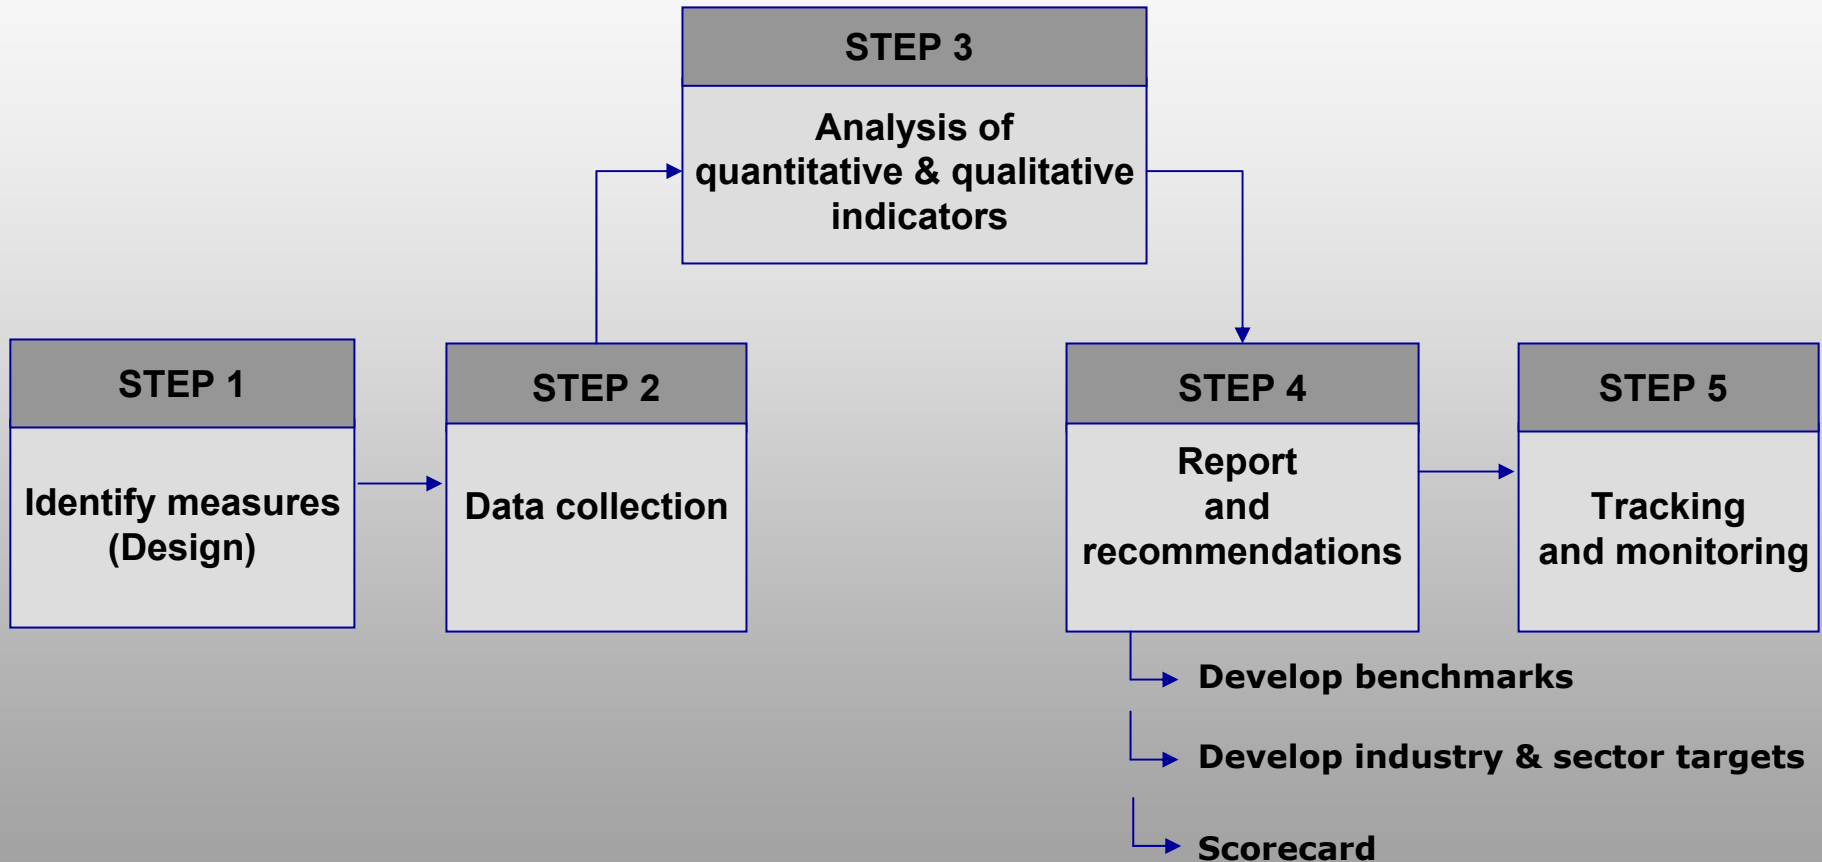 STEP 3
Analysis of
quantitative & qualitative
indicators
STEP 1
Identify measures
(Design)
STEP 2
Data collection
STEP 4
Report
and
recommendations
STEP 5
Tracking
and monitoring
Develop benchmarks
Develop industry & sector targets
Scorecard